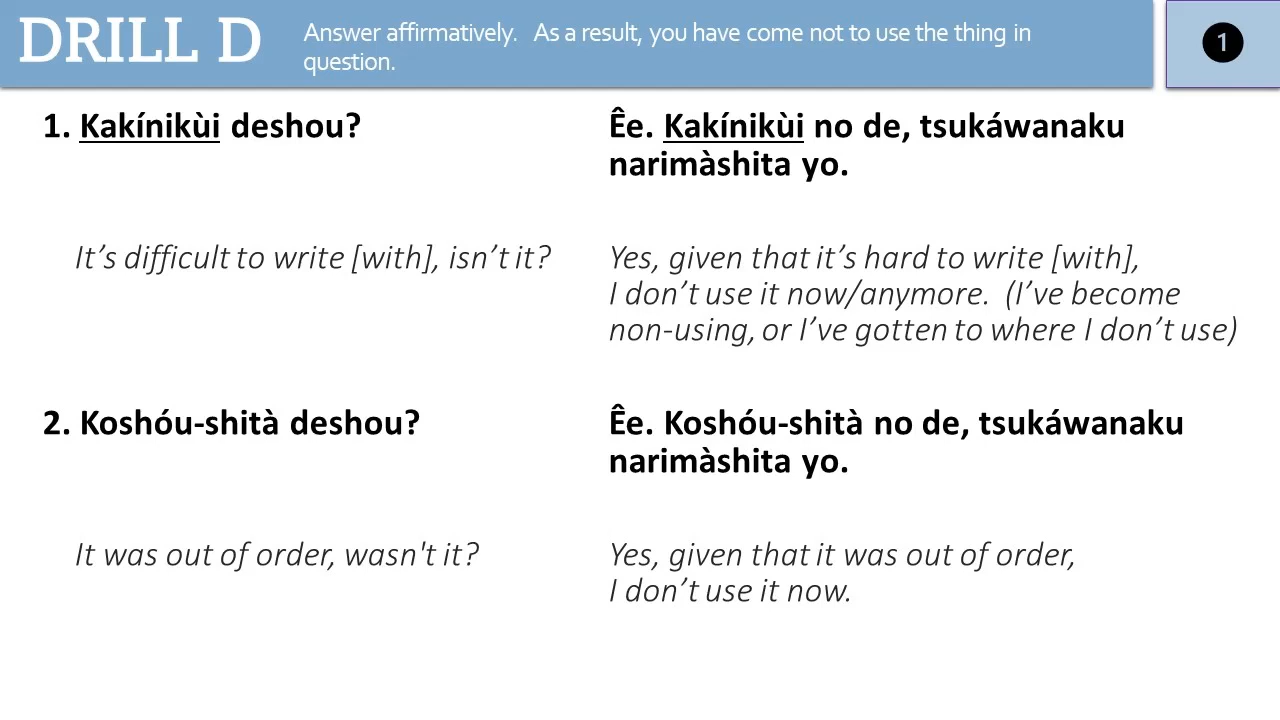 DRILL D
Answer affirmatively. As a result, you have come not to use the thing in
question.
1
1. Kakínikùi deshou?
Êe. Kakínikùi no de, tsukáwanaku
narimàshita yo.
It’s difficult to write [with], isn’t it?
Yes, given that it’s hard to write [with],
I don’t use it now/anymore. (I’ve become
non-using, or I’ve gotten to where I don’t use)
2. Koshóu-shità deshou?
Êe. Koshóu-shità no de, tsukáwanaku
narimàshita yo.
It was out of order, wasn't it?
Yes, given that it was out of order,
I don’t use it now.